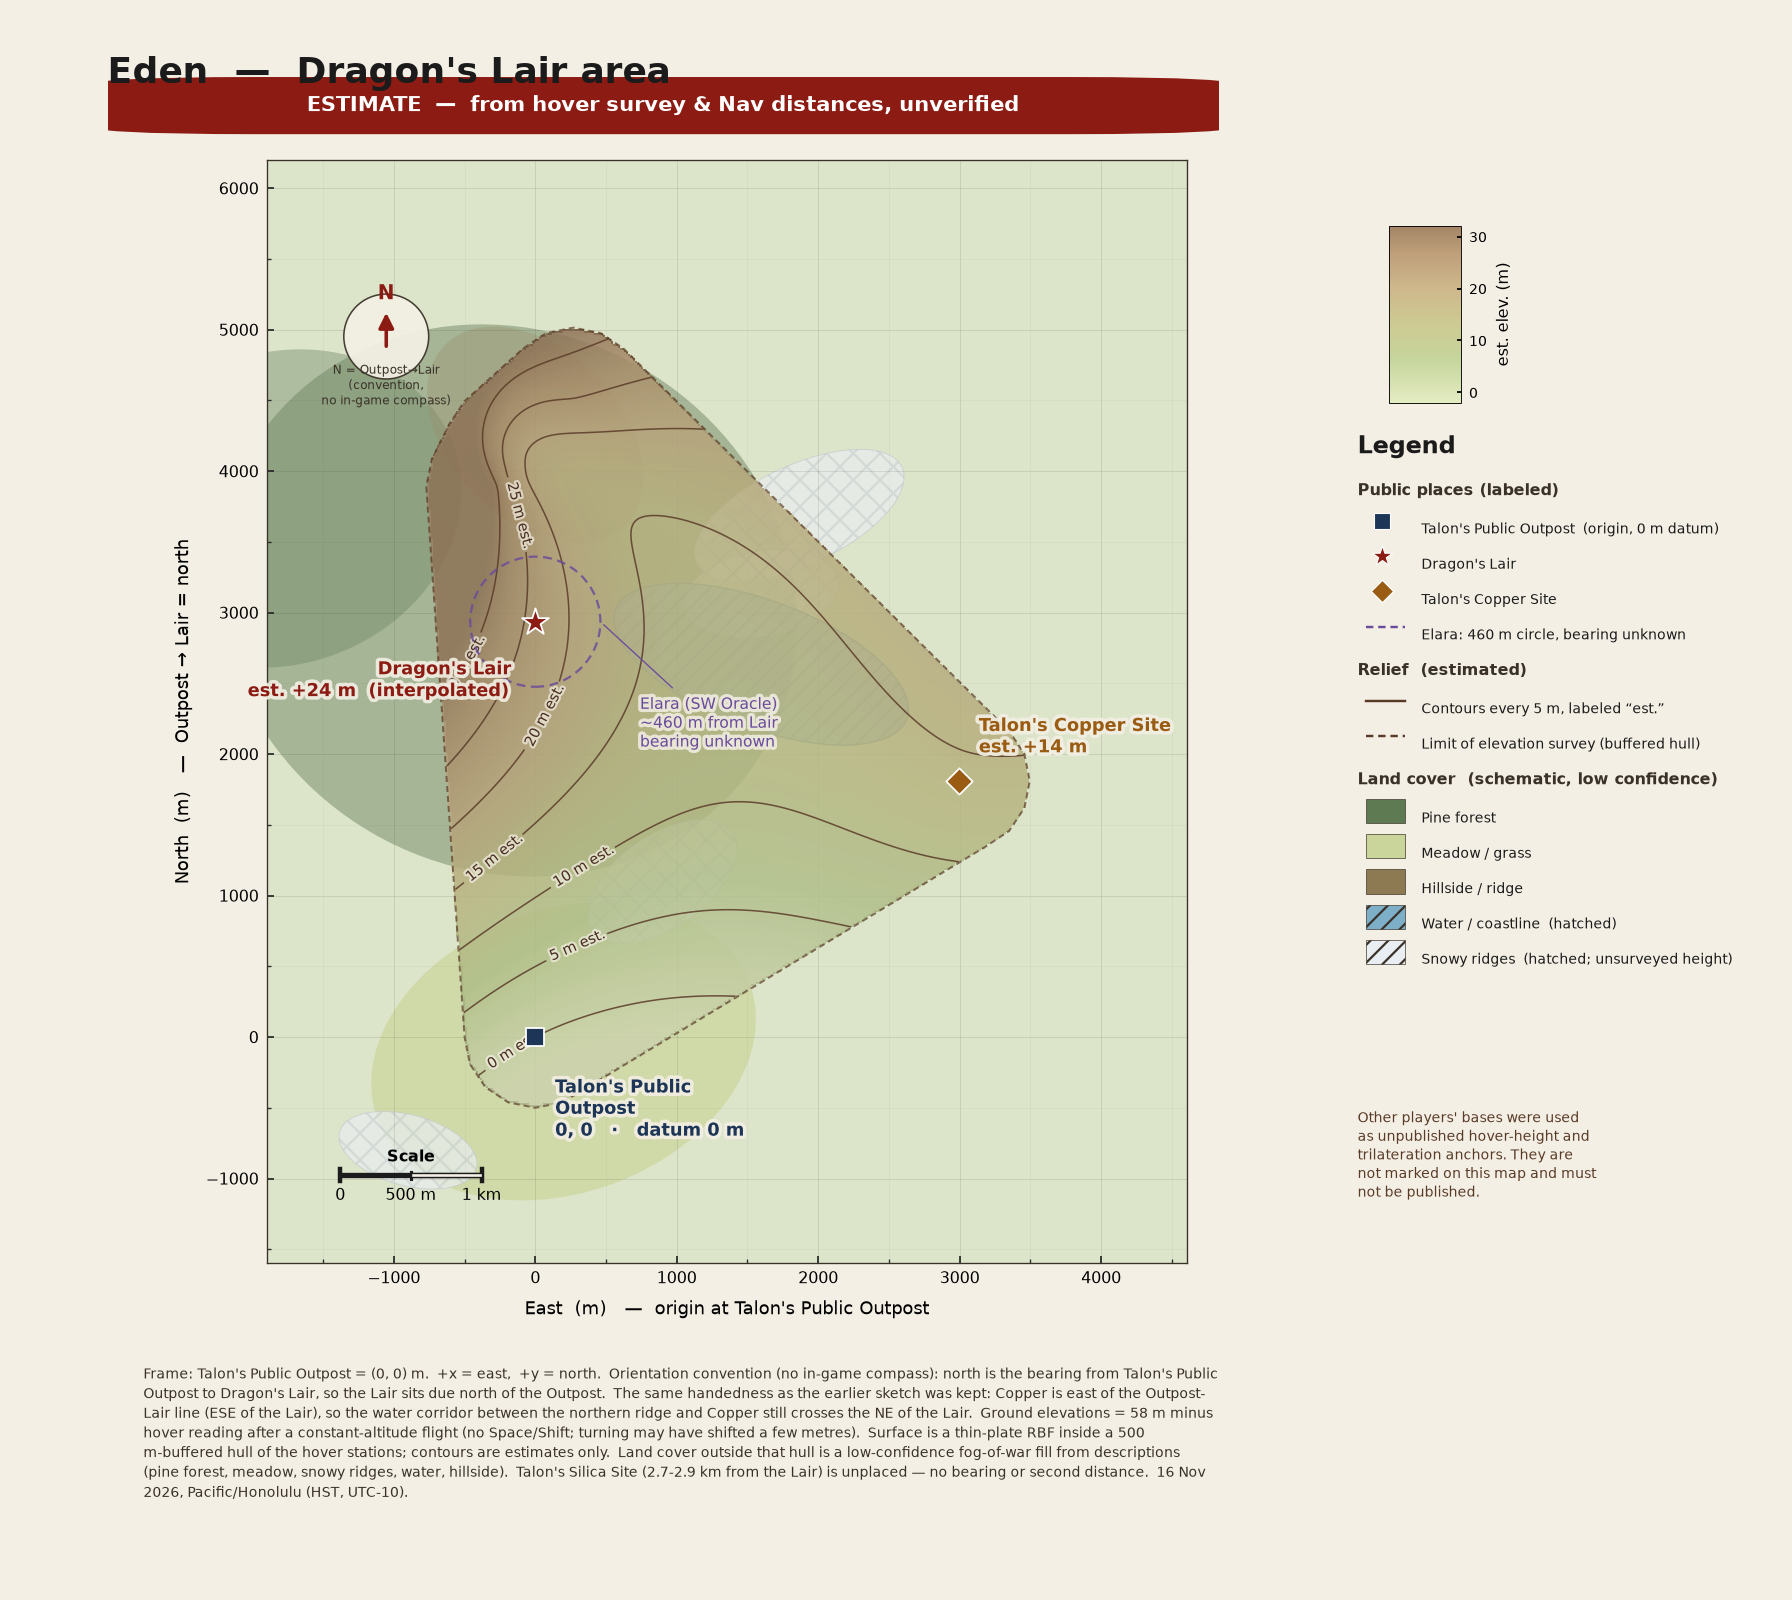 Eden — Dragon's Lair area
ESTIMATE — from hover survey & Nav distances, unverified
6000
5000
4000
3000
2000
1000
0
−1000
North (m) — Outpost → Lair = north
N
N = Outpost→Lair
(convention,
no in-game compass)
25 m est.
est.
20 m est.
15 m est.
10 m est.
5 m est.
0 m es
Dragon's Lair
est. +24 m (interpolated)
Elara (SW Oracle)
~460 m from Lair
bearing unknown
Talon's Copper Site
est. +14 m
Talon's Public
Outpost
0, 0 · datum 0 m
Scale
0 500 m 1 km
−1000 0 1000 2000 3000 4000
East (m) — origin at Talon's Public Outpost
30
20
10
0
est. elev. (m)
Legend
Public places (labeled)
Talon's Public Outpost (origin, 0 m datum)
Dragon's Lair
Talon's Copper Site
Elara: 460 m circle, bearing unknown
Relief (estimated)
Contours every 5 m, labeled “est.”
Limit of elevation survey (buffered hull)
Land cover (schematic, low confidence)
Pine forest
Meadow / grass
Hillside / ridge
Water / coastline (hatched)
Snowy ridges (hatched; unsurveyed height)
Other players' bases were used
as unpublished hover-height and
trilateration anchors. They are
not marked on this map and must
not be published.
Frame: Talon's Public Outpost = (0, 0) m. +x = east, +y = north. Orientation convention (no in-game compass): north is the bearing from Talon's Public
Outpost to Dragon's Lair, so the Lair sits due north of the Outpost. The same handedness as the earlier sketch was kept: Copper is east of the Outpost-
Lair line (ESE of the Lair), so the water corridor between the northern ridge and Copper still crosses the NE of the Lair. Ground elevations = 58 m minus
hover reading after a constant-altitude flight (no Space/Shift; turning may have shifted a few metres). Surface is a thin-plate RBF inside a 500
m-buffered hull of the hover stations; contours are estimates only. Land cover outside that hull is a low-confidence fog-of-war fill from descriptions
(pine forest, meadow, snowy ridges, water, hillside). Talon's Silica Site (2.7-2.9 km from the Lair) is unplaced — no bearing or second distance. 16 Nov
2026, Pacific/Honolulu (HST, UTC-10).